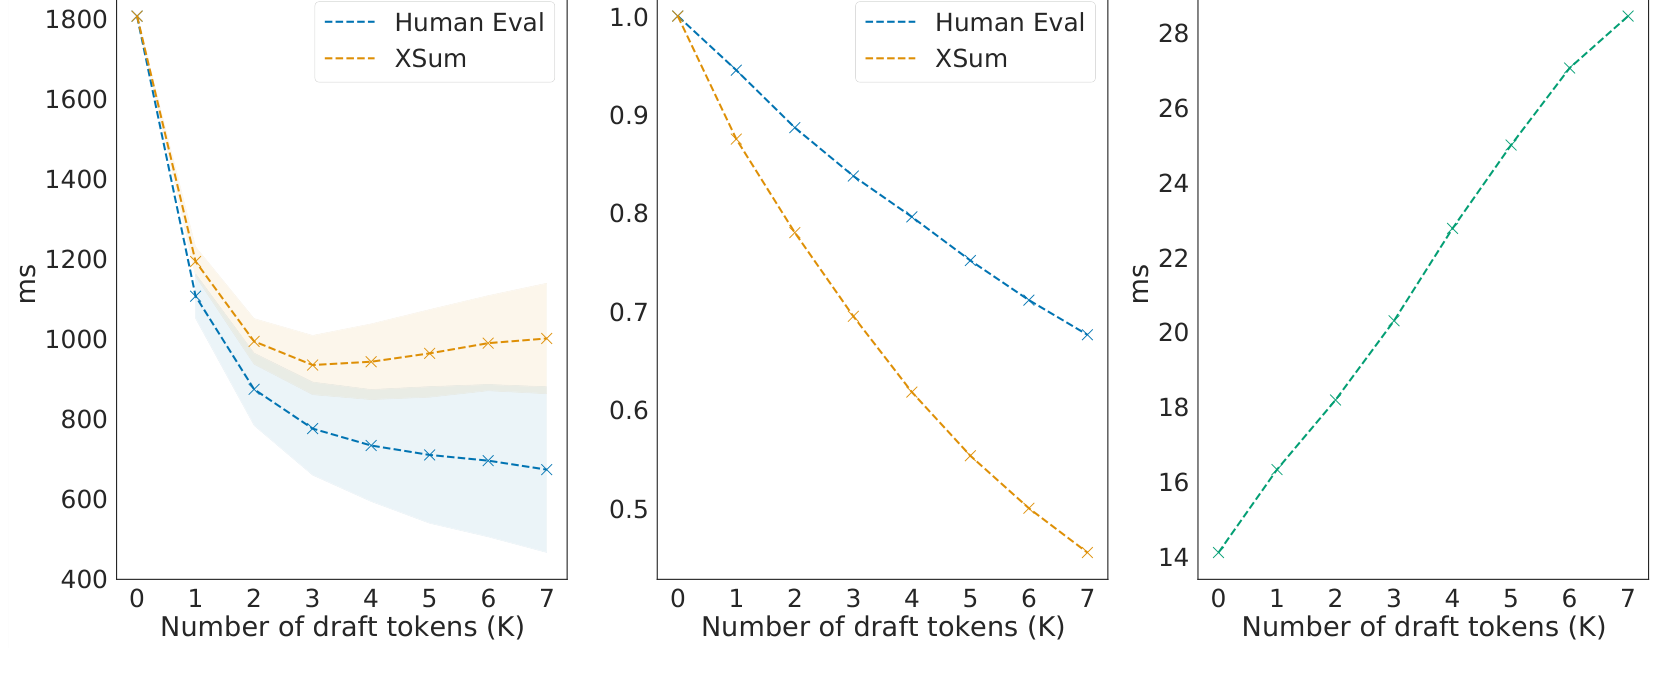 1800
1600
1400
1200
1000
800
600
400
ms
Human Eval
XSum
0 1 2 3 4 5 6 7
Number of draft tokens (K)
1.0
0.9
0.8
0.7
0.6
0.5
Human Eval
XSum
0 1 2 3 4 5 6 7
Number of draft tokens (K)
28
26
24
22
20
18
16
14
ms
0 1 2 3 4 5 6 7
Number of draft tokens (K)